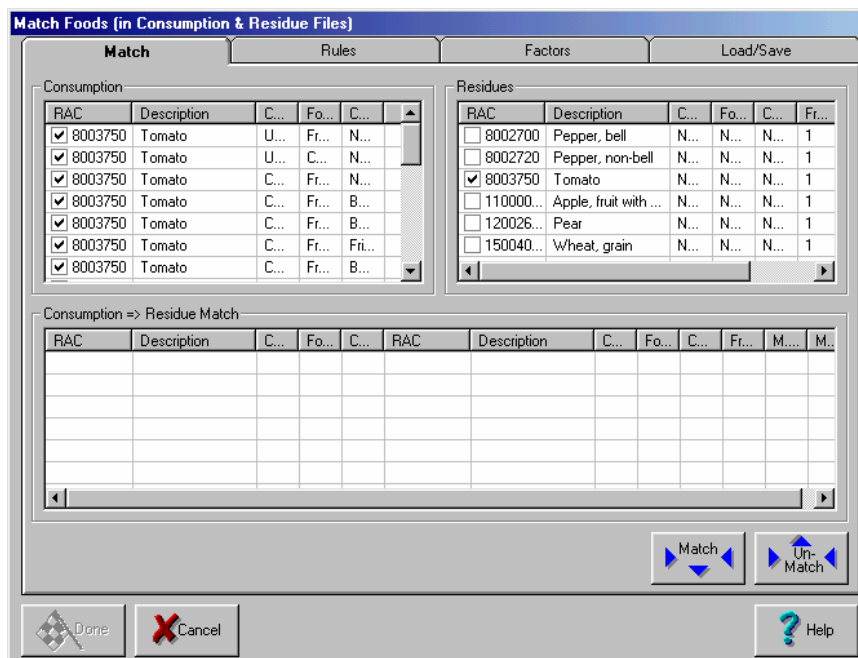 Match Foods (in Consumption & Residue Files)
Match Rules Factors Load/Save
Consumption
RAC Description C... Fo... C...
8003750 Tomato U... Fr... N...
8003750 Tomato U... C... N...
8003750 Tomato C... Fr... N...
8003750 Tomato C... Fr... B...
8003750 Tomato C... Fr... B...
8003750 Tomato C... Fr... Fri...
8003750 Tomato C... Fr... B...
Residues
RAC Description C... Fo... C... Fr...
8002700 Pepper, bell N... N... N... 1
8002720 Pepper, non-bell N... N... N... 1
8003750 Tomato N... N... N... 1
110000... Apple, fruit with ... N... N... N... 1
120026... Pear N... N... N... 1
150040... Wheat, grain N... N... N... 1
Consumption => Residue Match
RAC Description C... Fo... C... RAC Description C... Fo... C... Fr... M... M..
Match
Un-
Match
Done Cancel Help